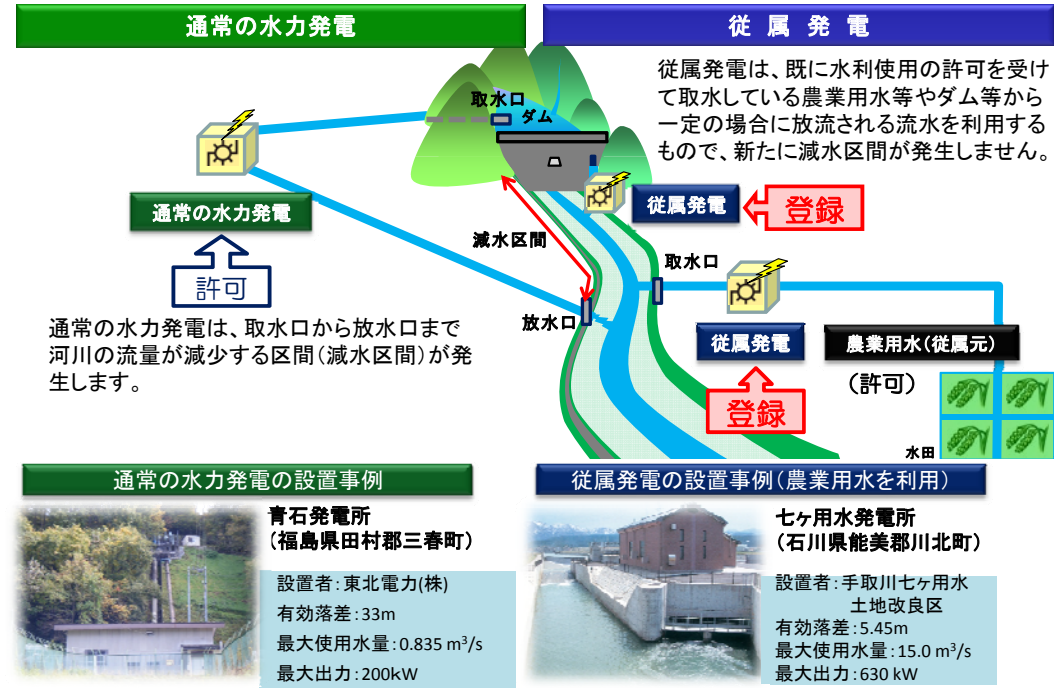 通常の水力発電
従属発電
従属発電は、既に水利使用の許可を受け
て取水している農業用水等やダム等から
一定の場合に放流される流水を利用する
もので、新たに減水区間が発生しません。
取水口
ダム
通常の水力発電
許可
従属発電
登録
減水区間
取水口
放水口
通常の水力発電は、取水口から放水口まで
河川の流量が減少する区間(減水区間)が発
生します。
従属発電
登録
農業用水(従属元)
(許可)
水田
通常の水力発電の設置事例
青石発電所
(福島県田村郡三春町)
設置者:東北電力(株)
有効落差:33m
最大使用水量:0.835 m³/s
最大出力:200kW
従属発電の設置事例(農業用水を利用)
七ヶ用水発電所
(石川県能美郡川北町)
設置者:手取川七ヶ用水
土地改良区
有効落差:5.45m
最大使用水量:15.0 m³/s
最大出力:630 kW